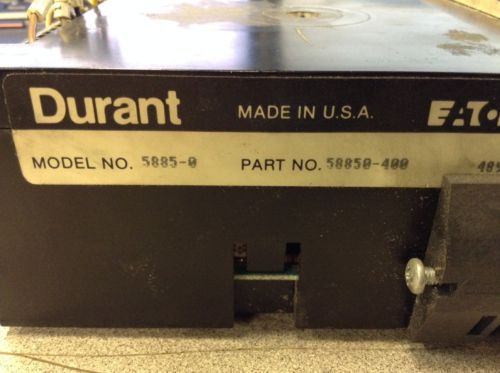 Durant MADE IN U.S.A.
MODEL NO. 5885-0 PART NO. 58850-400